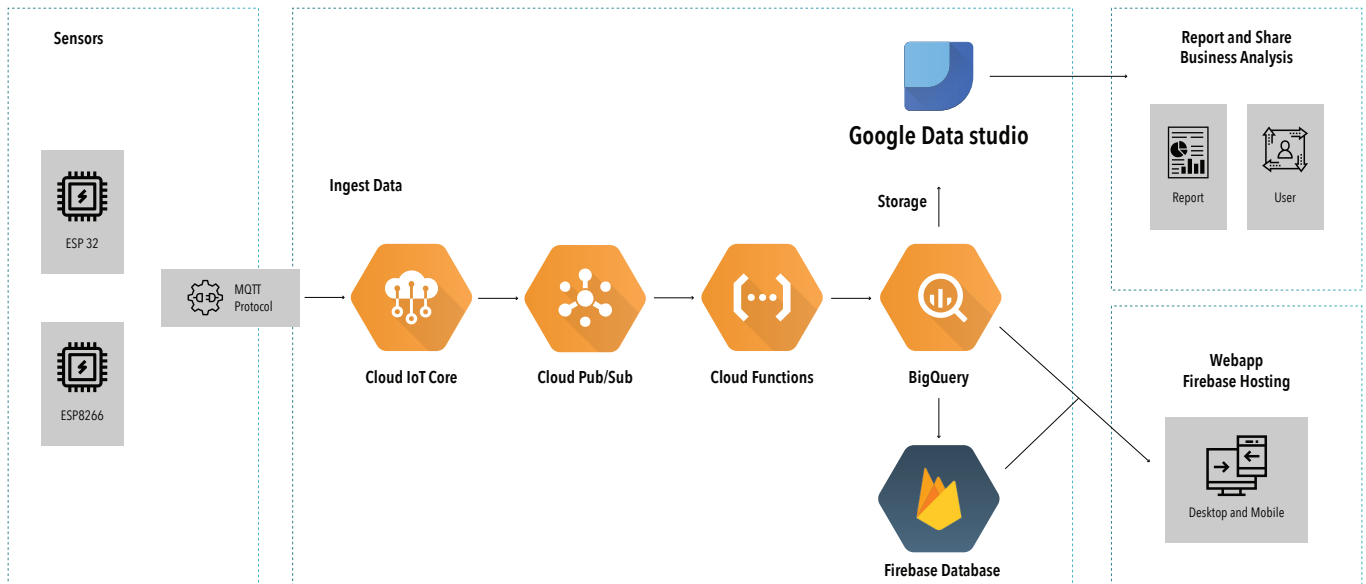 Sensors
ESP 32
ESP8266
MQTT
Protocol
Ingest Data
Cloud IoT Core
Cloud Pub/Sub
Cloud Functions
BigQuery
Storage
Google Data studio
Firebase Database
Report and Share
Business Analysis
Report
User
Webapp
Firebase Hosting
Desktop and Mobile